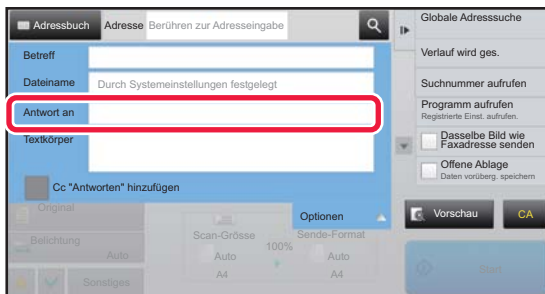 Adressbuch Adresse Berühren zur Adresseingabe
Betreff
Dateiname Durch Systemeinstellungen festgelegt
Antwort an
Textkörper
Cc "Antworten" hinzufügen
Optionen
Original
Belichtung
Auto
Sonstiges
Scan-Grösse
Auto
A4
100%
Sende-Format
Auto
A4
Globale Adresssuche
Verlauf wird ges.
Suchnummer aufrufen
Programm aufrufen
Registrierte Einst. aufrufen.
Dasselbe Bild wie
Faxadresse senden
Offene Ablage
Daten vorüberg. speichern
Vorschau
CA
Start